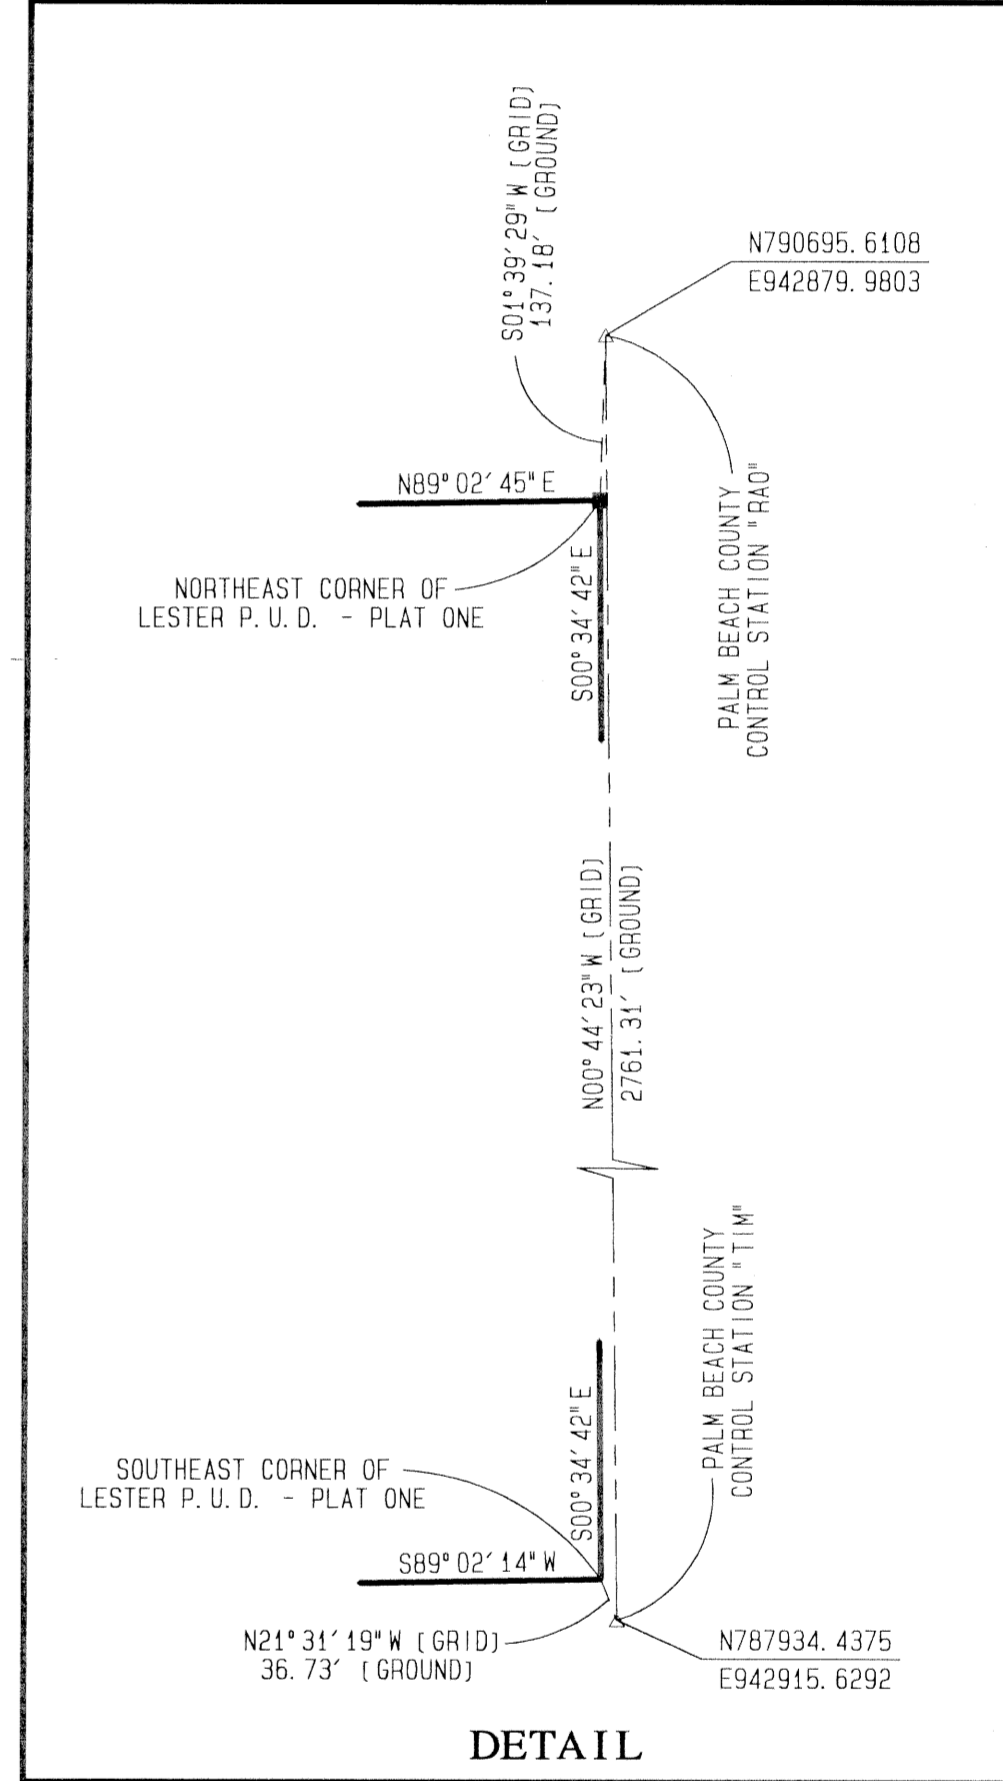 S01°39'29"W [GRID]
137.18' [GROUND]
N790695.6108
E942879.9803
N89°02'45"E
PALM BEACH COUNTY
CONTROL STATION "RAO"
NORTHEAST CORNER OF
LESTER P.U.D. - PLAT ONE
S00°34'42"E
N00°44'23"W [GRID]
2761.31' [GROUND]
PALM BEACH COUNTY
CONTROL STATION "TIM"
S00°34'42"E
SOUTHEAST CORNER OF
LESTER P.U.D. - PLAT ONE
S89°02'14"W
N21°31'19"W [GRID]
36.73' [GROUND]
N787934.4375
E942915.6292
DETAIL